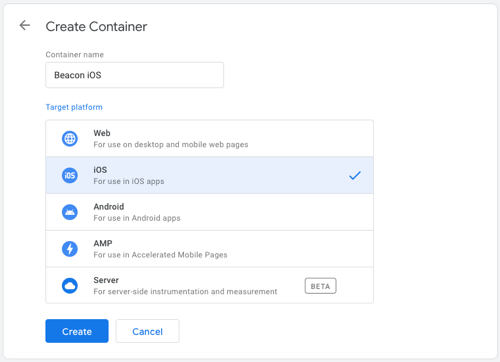 Create Container
Container name
Beacon iOS
Target platform
Web
For use on desktop and mobile web pages
iOS
iOS
For use in iOS apps
Android
For use in Android apps
AMP
For use in Accelerated Mobile Pages
Server
For server-side instrumentation and measurement
BETA
Create
Cancel